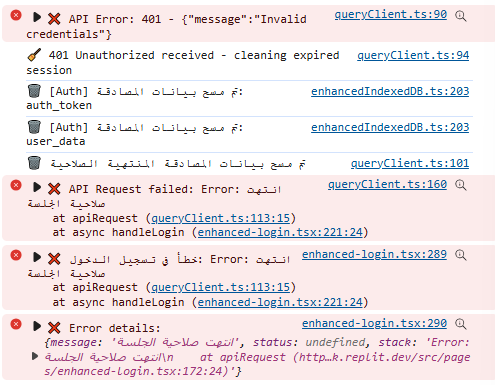 ❌ API Error: 401 - {"message":"Invalid queryClient.ts:90
credentials"}
🧹 401 Unauthorized received - cleaning expired queryClient.ts:94
session
🗑️ [Auth] تم مسح بيانات المصادقة: enhancedIndexedDB.ts:203
auth_token
🗑️ [Auth] تم مسح بيانات المصادقة: enhancedIndexedDB.ts:203
user_data
🗑️ تم مسح بيانات المصادقة المنتهية الصلاحية queryClient.ts:101
❌ API Request failed: Error: انتهت queryClient.ts:160
صلاحية الجلسة
at apiRequest (queryClient.ts:113:15)
at async handleLogin (enhanced-login.tsx:221:24)
❌ خطأ في تسجيل الدخول: Error: انتهت enhanced-login.tsx:289
صلاحية الجلسة
at apiRequest (queryClient.ts:113:15)
at async handleLogin (enhanced-login.tsx:221:24)
❌ Error details: enhanced-login.tsx:290
{message: 'انتهت صلاحية الجلسة', status: undefined, stack: 'Error:
انتهت صلاحية الجلسة\n    at apiRequest (http…k.replit.dev/src/page
s/enhanced-login.tsx:172:24)'}